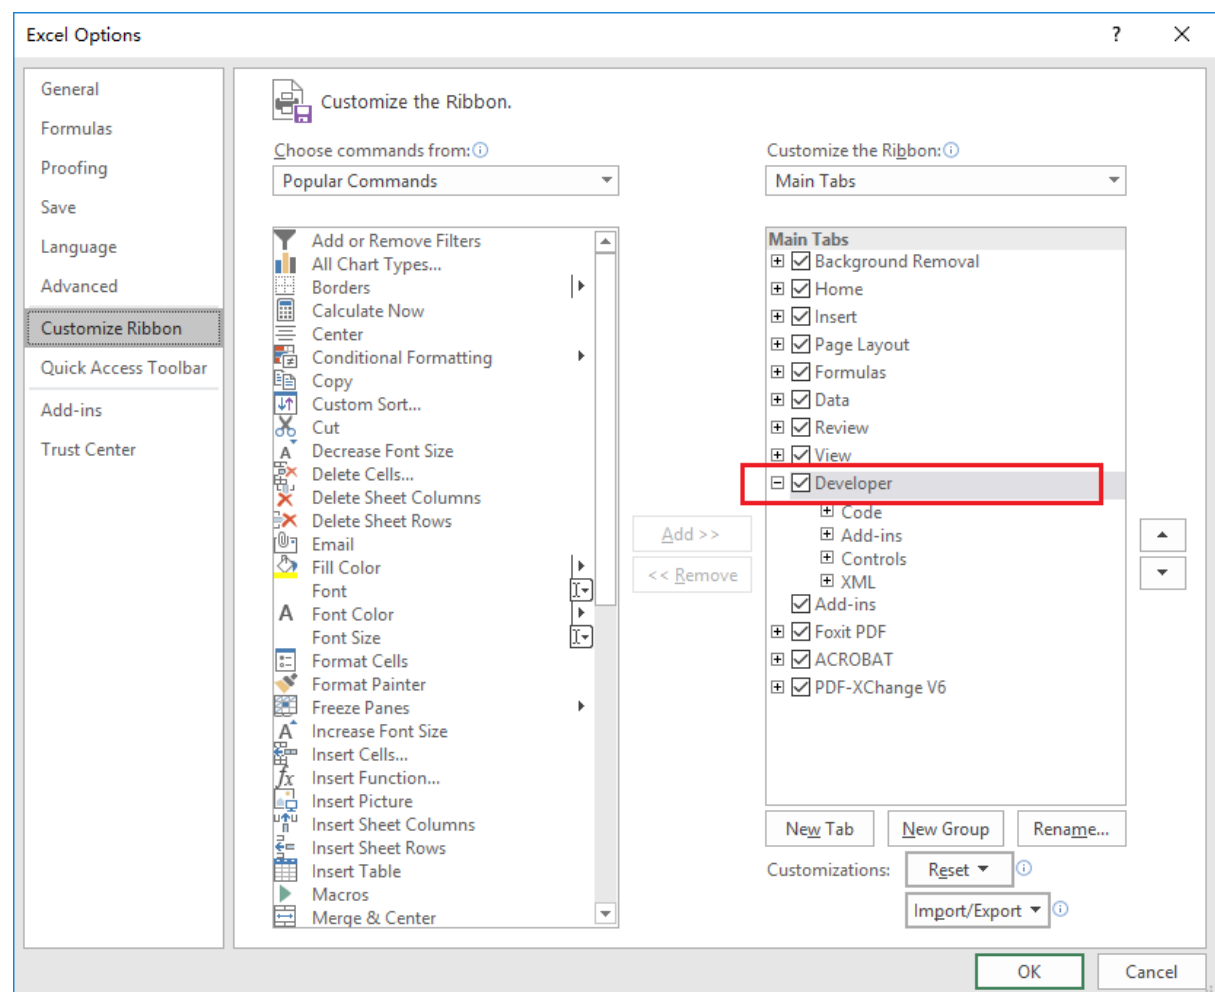 Excel Options
?
General
Formulas
Proofing
Save
Language
Advanced
Customize Ribbon
Quick Access Toolbar
Add-ins
Trust Center
Customize the Ribbon.
Choose commands from:
Popular Commands
Add or Remove Filters
All Chart Types...
Borders
Calculate Now
Center
Conditional Formatting
Copy
Custom Sort...
Cut
Decrease Font Size
Delete Cells...
Delete Sheet Columns
Delete Sheet Rows
Email
Fill Color
Font
Font Color
Font Size
Format Cells
Format Painter
Freeze Panes
Increase Font Size
Insert Cells...
Insert Function...
Insert Picture
Insert Sheet Columns
Insert Sheet Rows
Insert Table
Macros
Merge & Center
Add >>
<< Remove
Customize the Ribbon:
Main Tabs
Main Tabs
Background Removal
Home
Insert
Page Layout
Formulas
Data
Review
View
Developer
Code
Add-ins
Controls
XML
Add-ins
Foxit PDF
ACROBAT
PDF-XChange V6
New Tab New Group Rename...
Customizations: Reset
Import/Export
OK Cancel